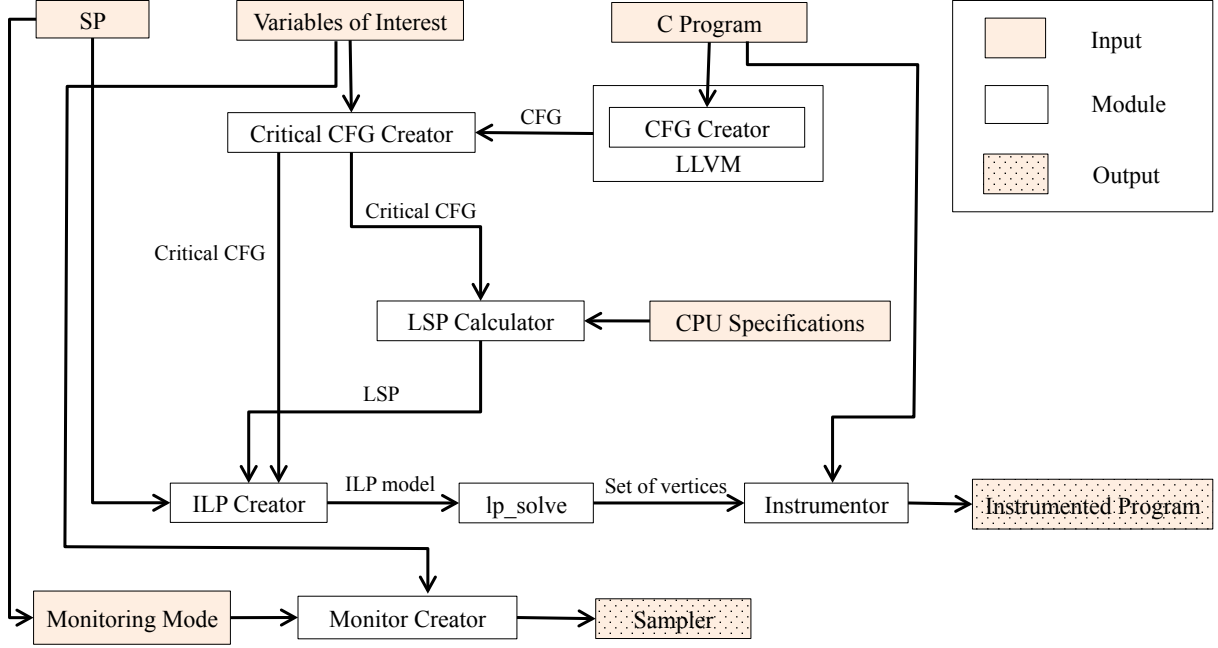 SP
Variables of Interest
C Program
Input
Module
Output
Critical CFG Creator
CFG
CFG Creator
LLVM
Critical CFG
Critical CFG
LSP Calculator
CPU Specifications
LSP
ILP Creator
ILP model
lp_solve
Set of vertices
Instrumentor
Instrumented Program
Monitoring Mode
Monitor Creator
Sampler